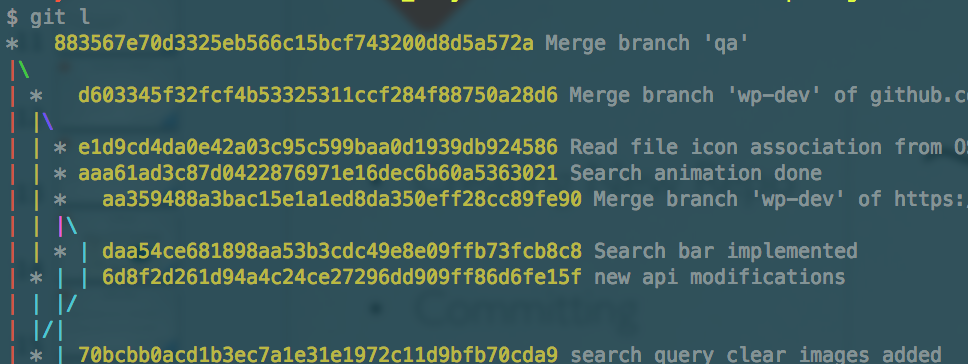 $ git l
*   883567e70d3325eb566c15bcf743200d8d5a572a Merge branch 'qa'
|\
| *   d603345f32fcf4b53325311ccf284f88750a28d6 Merge branch 'wp-dev' of github.c
| |\
| | * e1d9cd4da0e42a03c95c599baa0d1939db924586 Read file icon association from O
| | * aaa61ad3c87d0422876971e16dec6b60a5363021 Search animation done
| | *   aa359488a3bac15e1a1ed8da350eff28cc89fe90 Merge branch 'wp-dev' of https:
| | |\
| | * | daa54ce681898aa53b3cdc49e8e09ffb73fcb8c8 Search bar implemented
| * | | 6d8f2d261d94a4c24ce27296dd909ff86d6fe15f new api modifications
| | |/
| |/|
| * | 70bcbb0acd1b3ec7a1e31e1972c11d9bfb70cda9 search query clear images added
• Committing